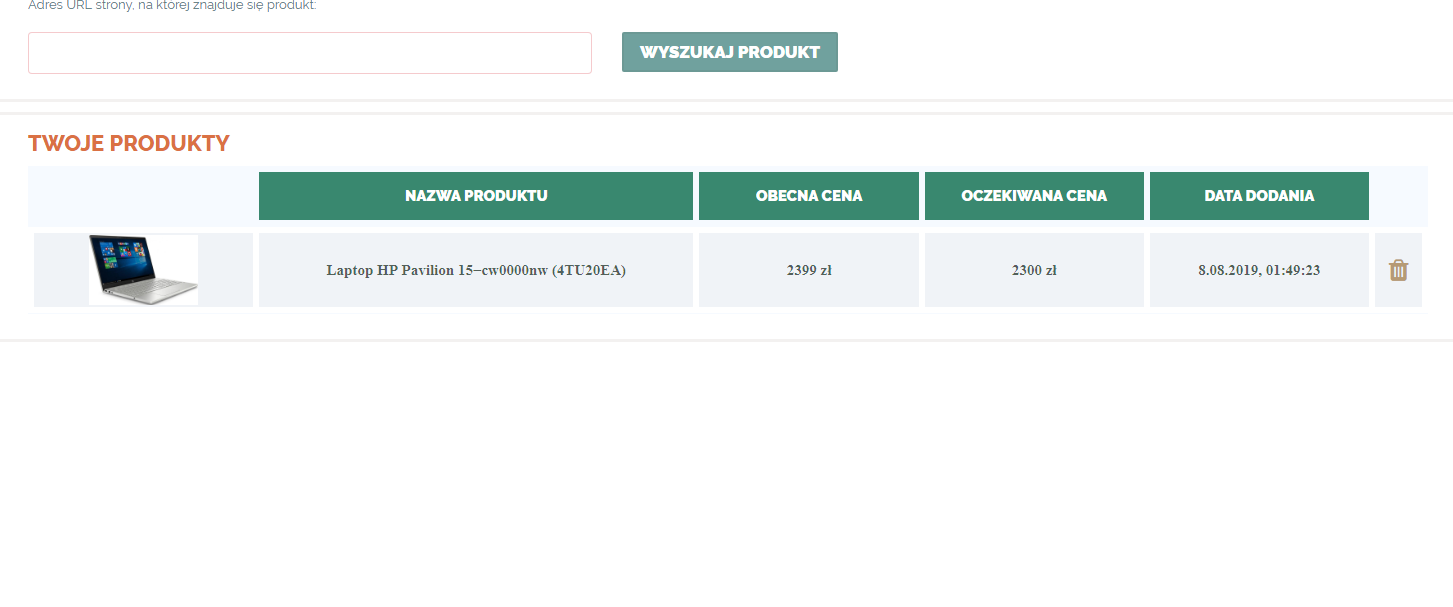 Adres URL strony, na której znajduje się produkt:
WYSZUKAJ PRODUKT
TWOJE PRODUKTY
NAZWA PRODUKTU OBECNA CENA OCZEKIWANA CENA DATA DODANIA
Laptop HP Pavilion 15-cw0000nw (4TU20EA) 2399 zł 2300 zł 8.08.2019, 01:49:23